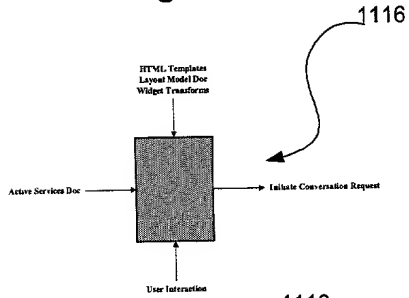 1116
HTML Templates
Layout Model Doc
Widget Transforms
Active Services Doc
Initiate Conversation Request
User Interaction